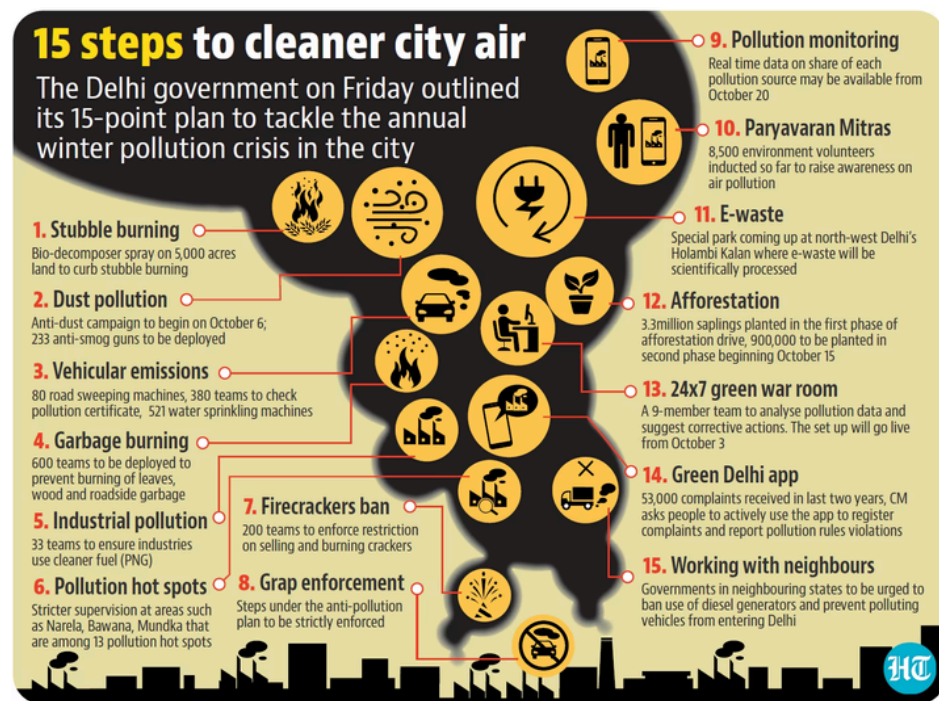 15 steps to cleaner city air
The Delhi government on Friday outlined
its 15-point plan to tackle the annual
winter pollution crisis in the city
1. Stubble burning
Bio-decomposer spray on 5,000 acres
land to curb stubble burning
2. Dust pollution
Anti-dust campaign to begin on October 6;
233 anti-smog guns to be deployed
3. Vehicular emissions
80 road sweeping machines, 380 teams to check
pollution certificate, 521 water sprinkling machines
4. Garbage burning
600 teams to be deployed to
prevent burning of leaves,
wood and roadside garbage
5. Industrial pollution
33 teams to ensure industries
use cleaner fuel (PNG)
6. Pollution hot spots
Stricter supervision at areas such
as Narela, Bawana, Mundka that
are among 13 pollution hot spots
7. Firecrackers ban
200 teams to enforce restriction
on selling and burning crackers
8. Grap enforcement
Steps under the anti-pollution
plan to be strictly enforced
9. Pollution monitoring
Real time data on share of each
pollution source may be available from
October 20
10. Paryavaran Mitras
8,500 environment volunteers
inducted so far to raise awareness on
air pollution
11. E-waste
Special park coming up at north-west Delhi's
Holambi Kalan where e-waste will be
scientifically processed
12. Afforestation
3.3million saplings planted in the first phase of
afforestation drive, 900,000 to be planted in
second phase beginning October 15
13. 24x7 green war room
A 9-member team to analyse pollution data and
suggest corrective actions. The set up will go live
from October 3
14. Green Delhi app
53,000 complaints received in last two years, CM
asks people to actively use the app to register
complaints and report pollution rules violations
15. Working with neighbours
Governments in neighbouring states to be urged to
ban use of diesel generators and prevent polluting
vehicles from entering Delhi
HT